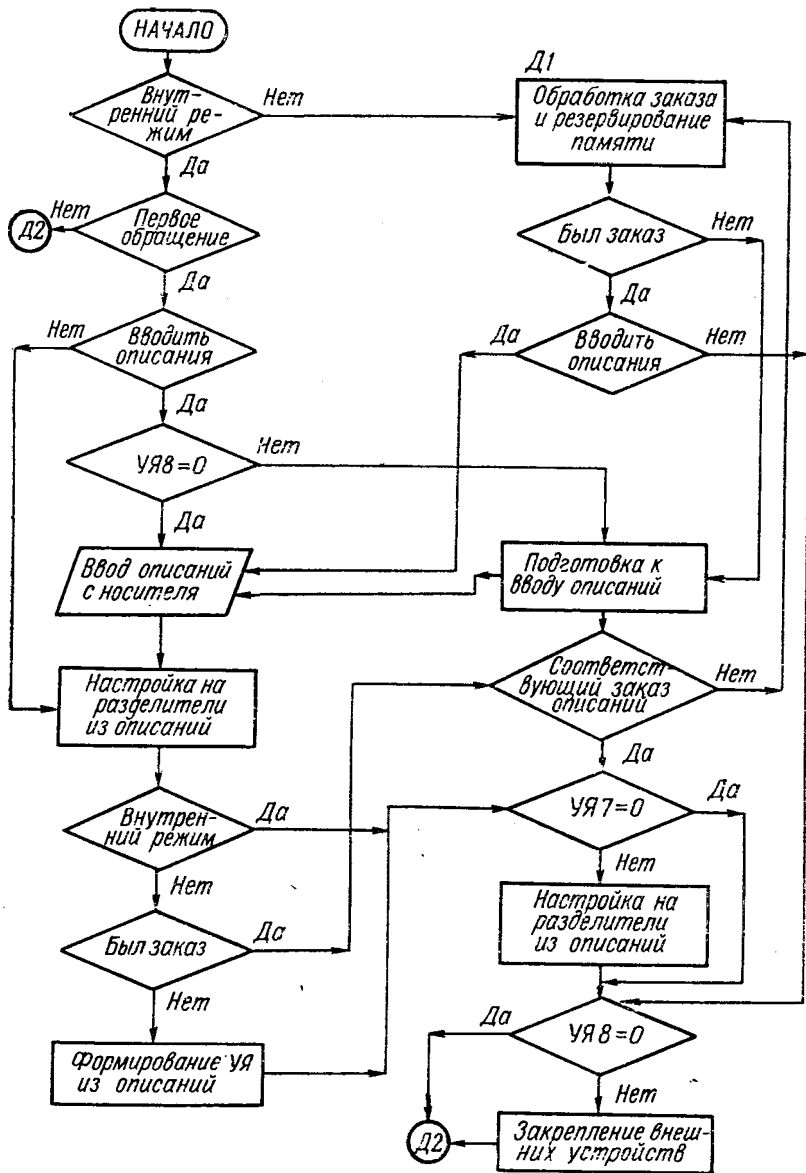 НАЧАЛО
Д1
Внут-
ренний ре-
жим
Нет
Обработка заказа
и резервирование
памяти
Да
Нет
Д2
Первое
обращение
Был заказ
Нет
Да
Да
Нет
Вводить
описания
Да
Вводить
описания
Нет
Да
УЯ8=0
Нет
Да
Ввод описаний
с носителя
Подготовка к
вводу описаний
Настройка на
разделители
из описаний
Соответст-
вующий заказ
описаний
Нет
Да
Внутрен-
ний режим
Да
УЯ7=0
Да
Нет
Нет
Был заказ
Да
Настройка на
разделители
из описаний
Нет
Да
УЯ8=0
Формирование УЯ
из описаний
Нет
Д2
Закрепление внеш-
них устройств